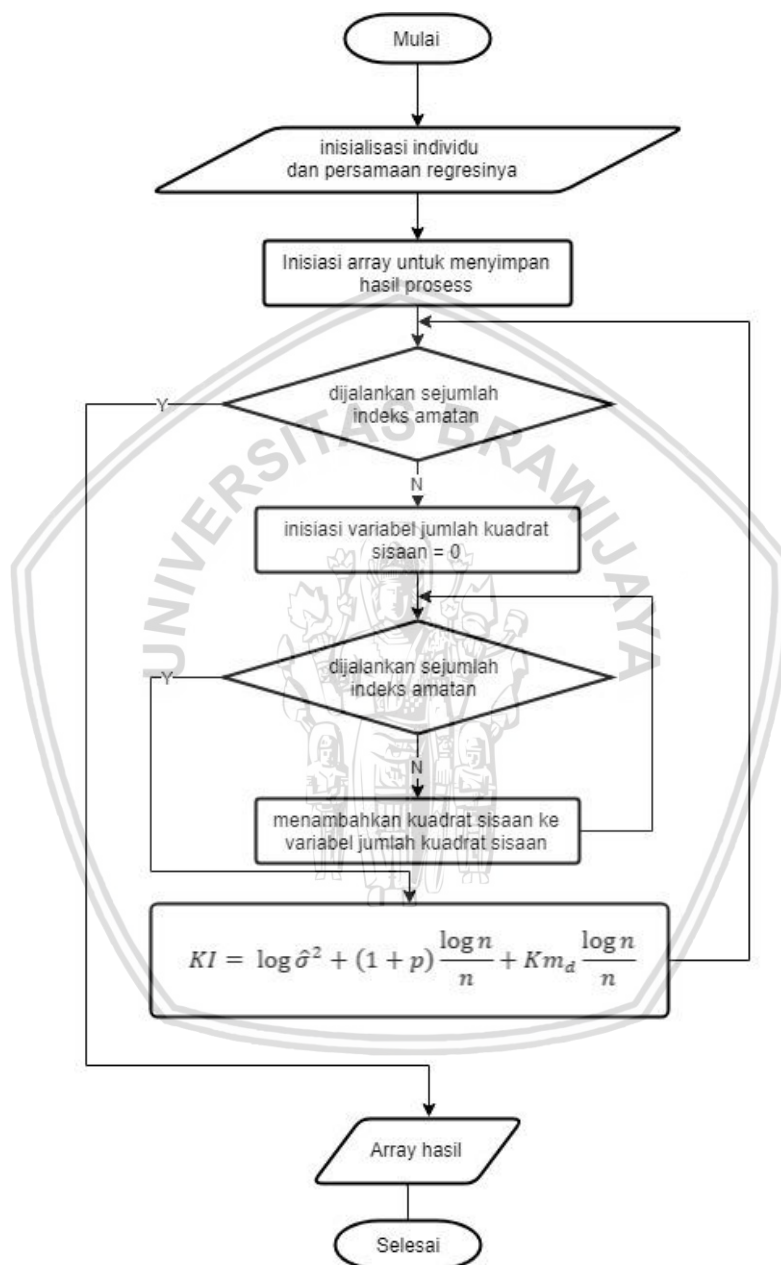 Mulai
inisialisasi individu
dan persamaan regresinya
Inisiasi array untuk menyimpan
hasil prosess
dijalankan sejumlah
indeks amatan
Y
N
UNIVERSITAS BRAWIJAYA
inisiasi variabel jumlah kuadrat
sisaan = 0
dijalankan sejumlah
indeks amatan
Y
N
menambahkan kuadrat sisaan ke
variabel jumlah kuadrat sisaan
KI = log σ̂² + (1 + p) log n / n + Km_d log n / n
Array hasil
Selesai